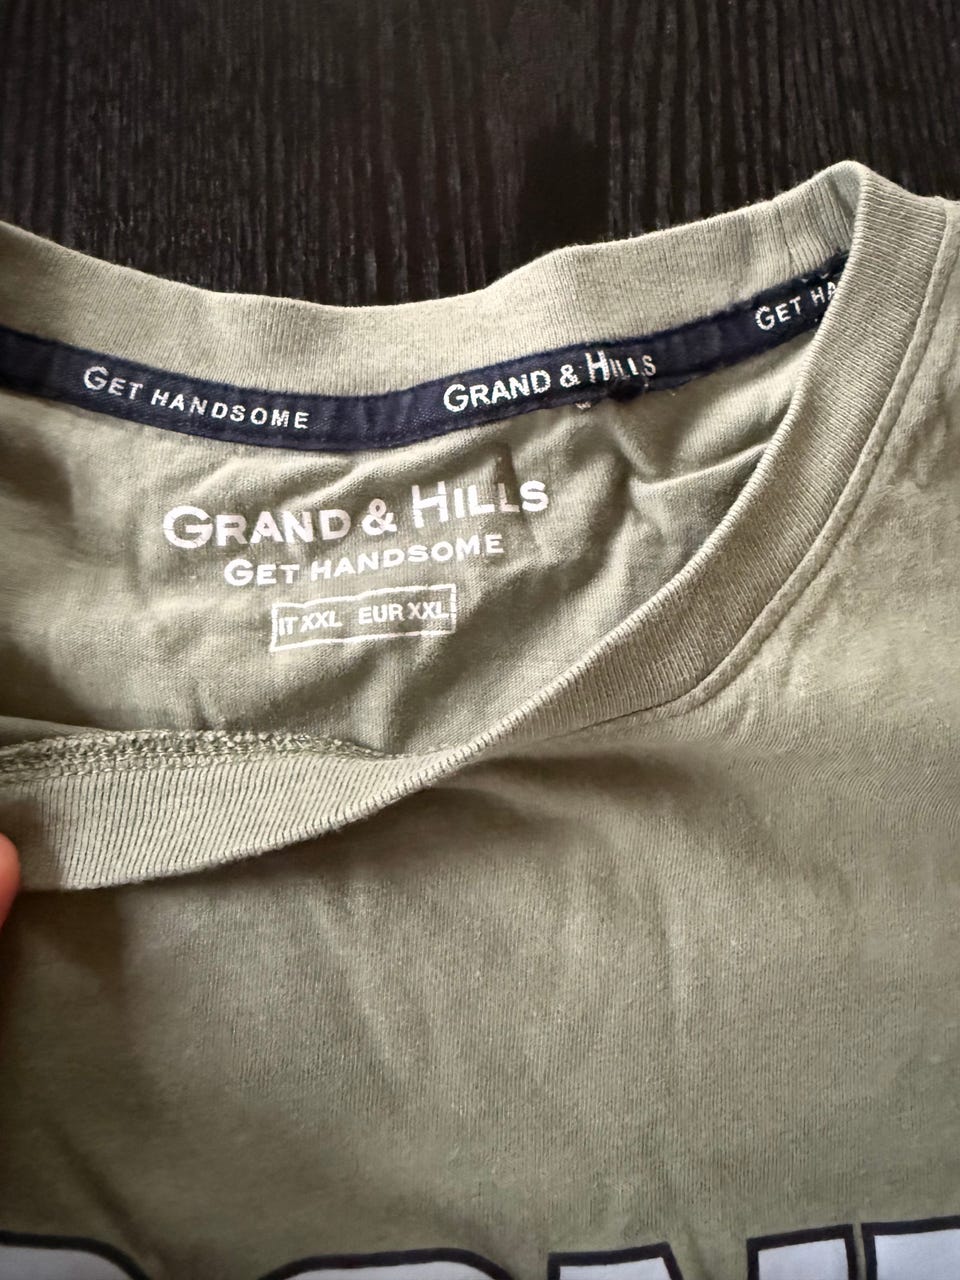 GET HANDSOME GRAND & HILLS GET HA
GRAND & HILLS
GET HANDSOME
IT XXL EUR XXL